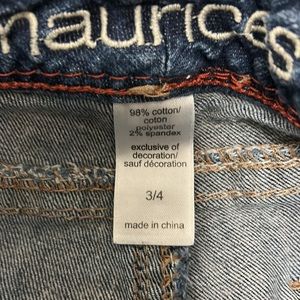 maurices
98% cotton/
coton
polyester
2% spandex
exclusive of
decoration/
sauf décoration
3/4
made in china